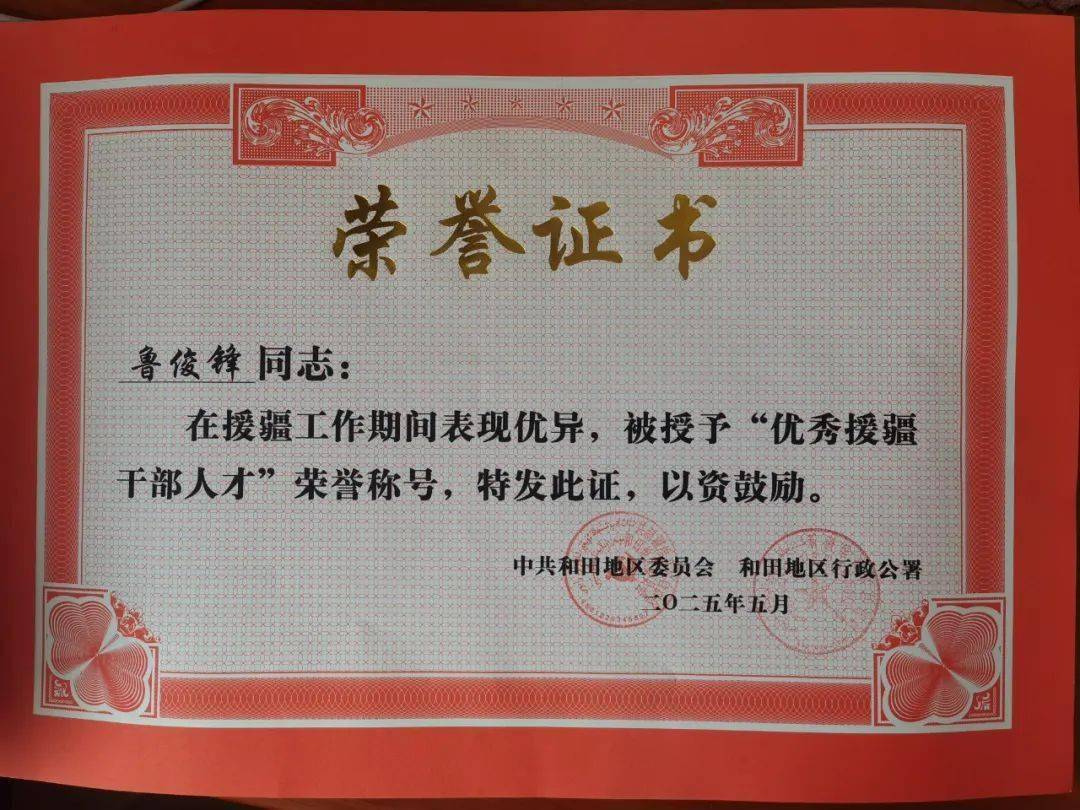 荣誉证书
鲁俊锋同志：
在援疆工作期间表现优异，被授予“优秀援疆
干部人才”荣誉称号，特发此证，以资鼓励。
中共和田地区委员会 和田地区行政公署
二〇二五年五月